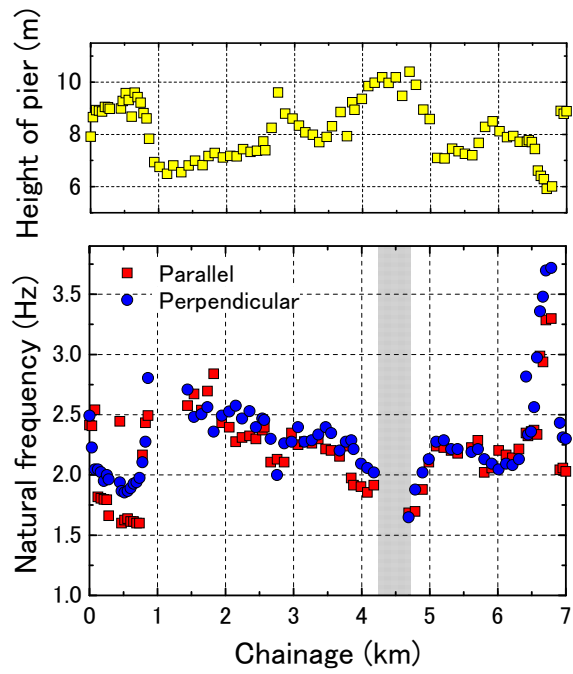 Height of pier (m)
10
8
6
Natural frequency (Hz)
Parallel
Perpendicular
3.5
3.0
2.5
2.0
1.5
1.0
0 1 2 3 4 5 6 7
Chainage (km)